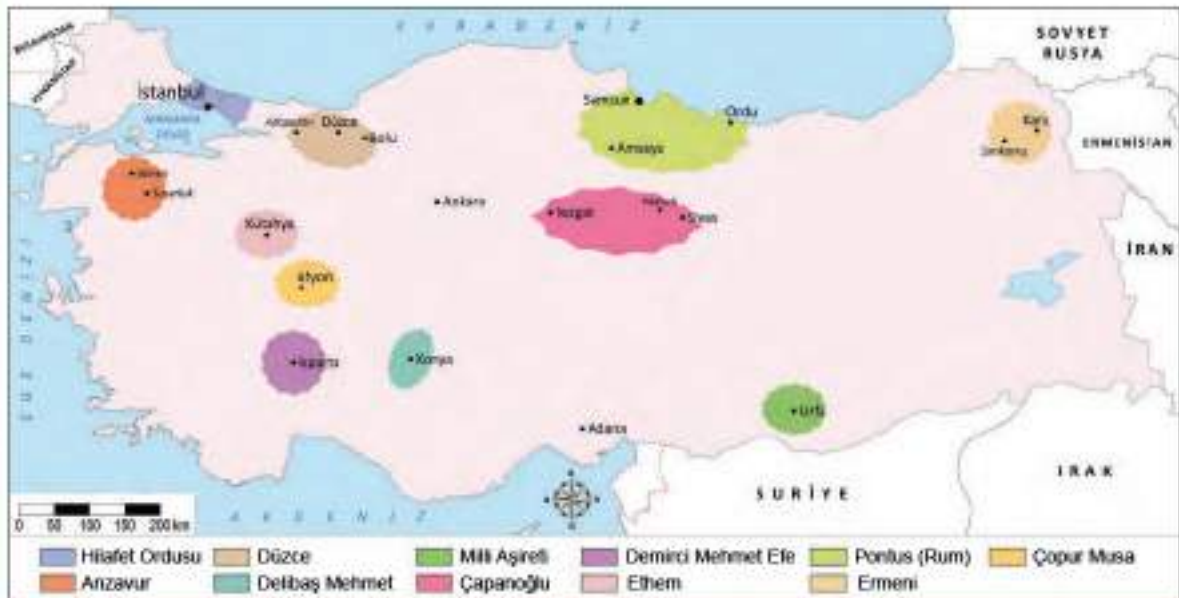 KARADENİZ
SOVYET
RUSYA
İstanbul
Samsun
Ordu
Düzce
Bolu
Amasya
Kars
ERMENİSTAN
Ankara
Yozgat
Sivas
Kütahya
İRAN
Afyon
Isparta
Konya
Urfa
Adana
SURİYE
IRAK
AKDENİZ
0 50 100 150 200 km
Hilafet Ordusu Düzce Milli Aşireti Demirci Mehmet Efe Pontus (Rum) Çopur Musa
Anzavur Delibaş Mehmet Çapanoğlu Ethem Ermeni